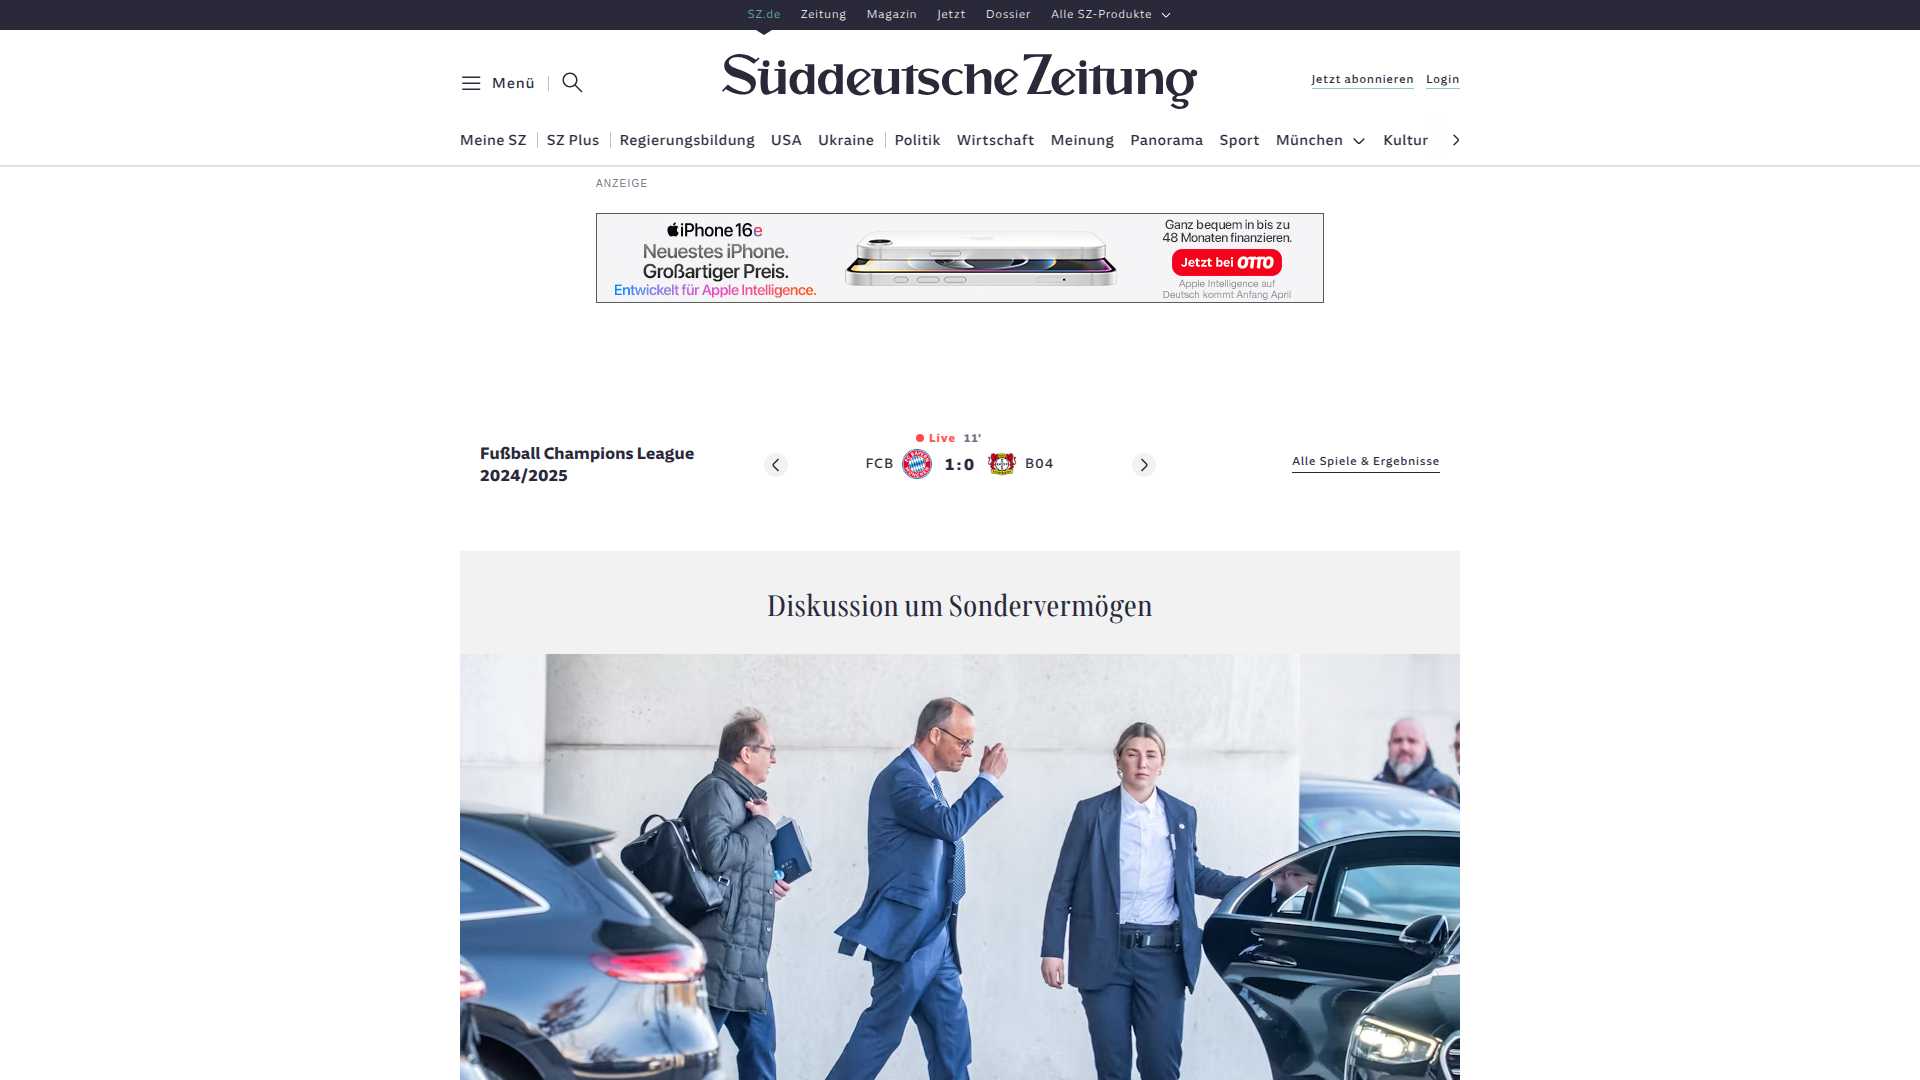 SZ.de Zeitung Magazin Jetzt Dossier Alle SZ-Produkte
Menü
Süddeutsche Zeitung
Jetzt abonnieren Login
Meine SZ SZ Plus Regierungsbildung USA Ukraine Politik Wirtschaft Meinung Panorama Sport München Kultur
ANZEIGE
iPhone 16e
Neuestes iPhone.
Großartiger Preis.
Entwickelt für Apple Intelligence.
Ganz bequem in bis zu
48 Monaten finanzieren.
Jetzt bei OTTO
Apple Intelligence auf
Deutsch kommt Anfang April
Fußball Champions League
2024/2025
Live 11'
FCB 1:0 B04
Alle Spiele & Ergebnisse
Diskussion um Sondervermögen